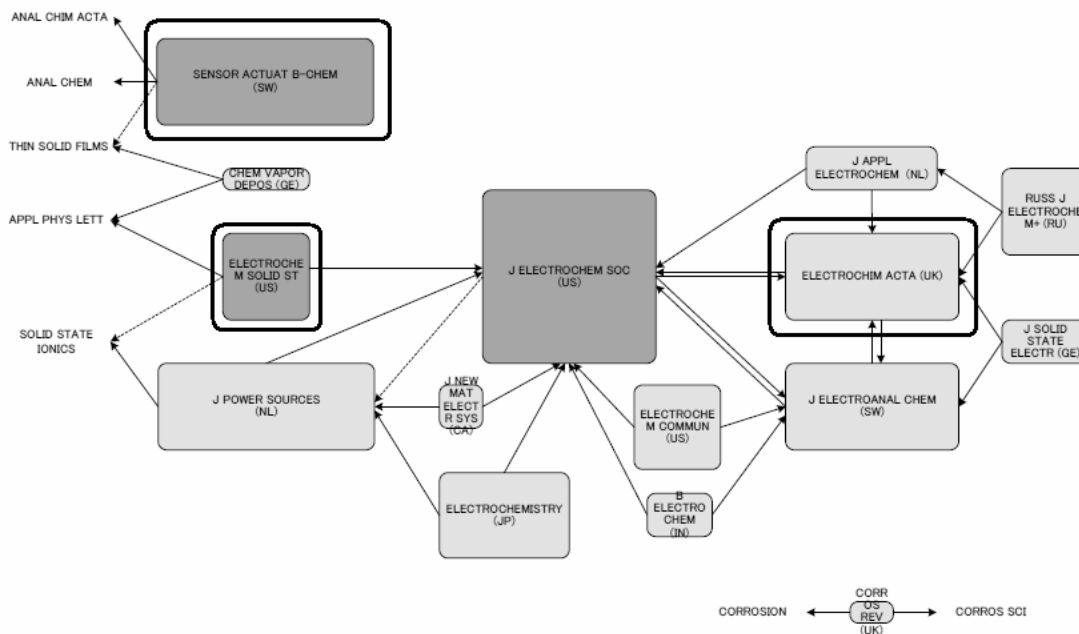 ANAL CHIM ACTA
SENSOR ACTUAT B-CHEM
(SW)
ANAL CHEM
THIN SOLID FILMS
CHEM VAPOR
DEPOS (GE)
J APPL
ELECTROCHEM (NL)
RUSS J
ELECTROCHE
M+ (RU)
APPL PHYS LETT
ELECTROCHE
M SOLID ST
(US)
J ELECTROCHEM SOC
(US)
ELECTROCHIM ACTA (UK)
SOLID STATE
IONICS
J SOLID
STATE
ELECTR (GE)
J POWER SOURCES
(NL)
J NEW
MAT
ELECT
R SYS
(CA)
ELECTROCHE
M COMMUN
(US)
J ELECTROANAL CHEM
(SW)
ELECTROCHEMISTRY
(JP)
B
ELECTRO
CHEM
(IN)
CORROSION
CORR
OS
REV
(UK)
CORROS SCI